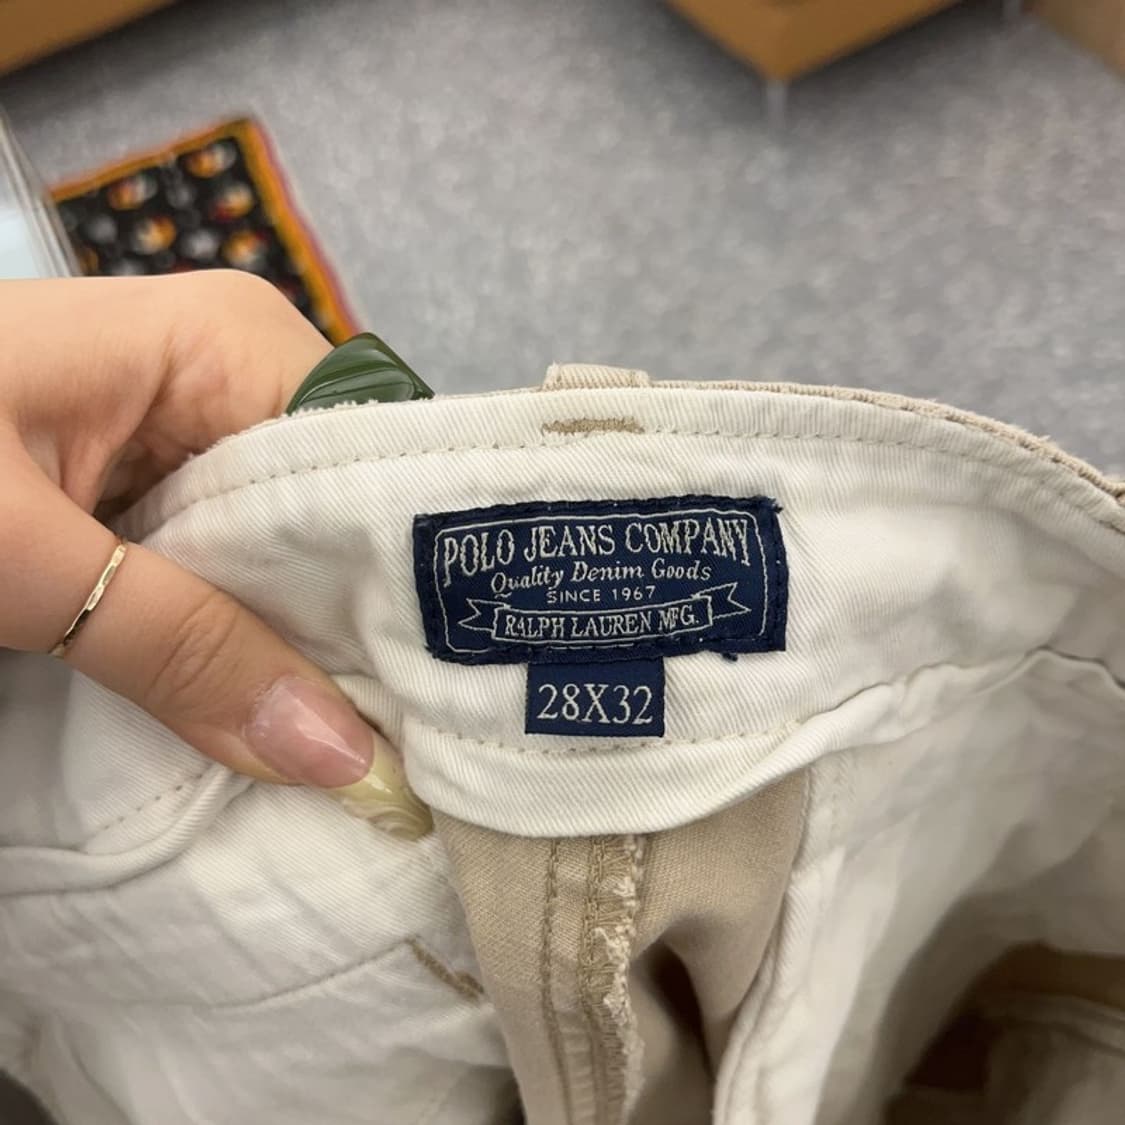 POLO JEANS COMPANY
Quality Denim Goods
SINCE 1967
RALPH LAUREN MFG.
28X32